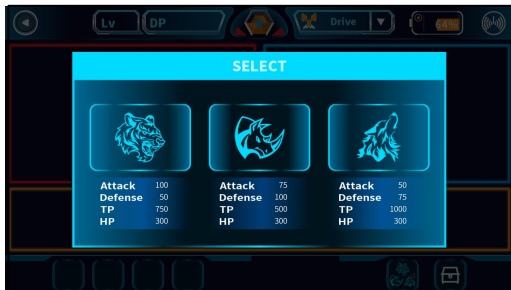 Lv DP Drive 64%
SELECT
Attack 100 Attack 75 Attack 50
Defense 50 Defense 100 Defense 75
TP 750 TP 500 TP 1000
HP 300 HP 300 HP 300